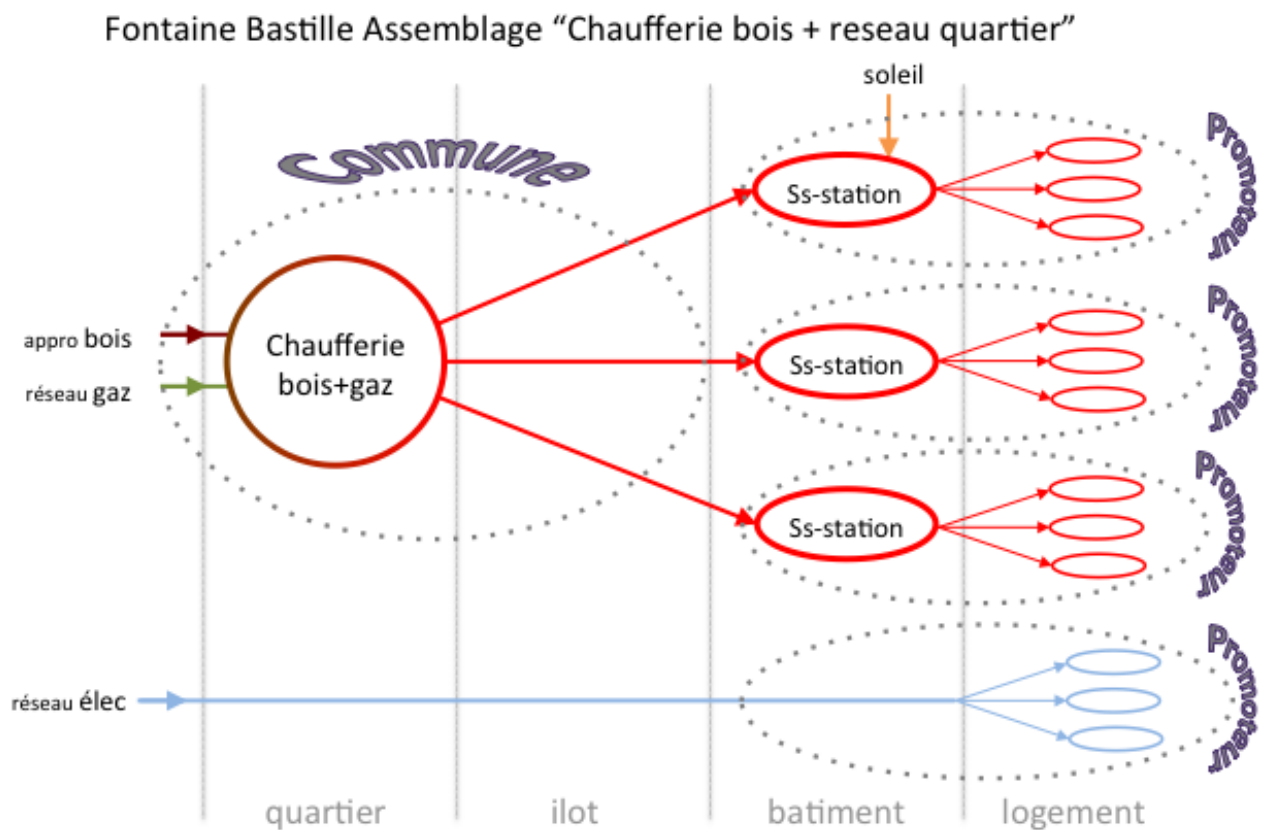 Fontaine Bastille Assemblage “Chaufferie bois + reseau quartier”
soleil
Commune
Promoteur
Ss-station
appro bois
réseau gaz
Chaufferie
bois+gaz
Ss-station
Promoteur
Ss-station
Promoteur
réseau élec
Promoteur
quartier
ilot
batiment
logement